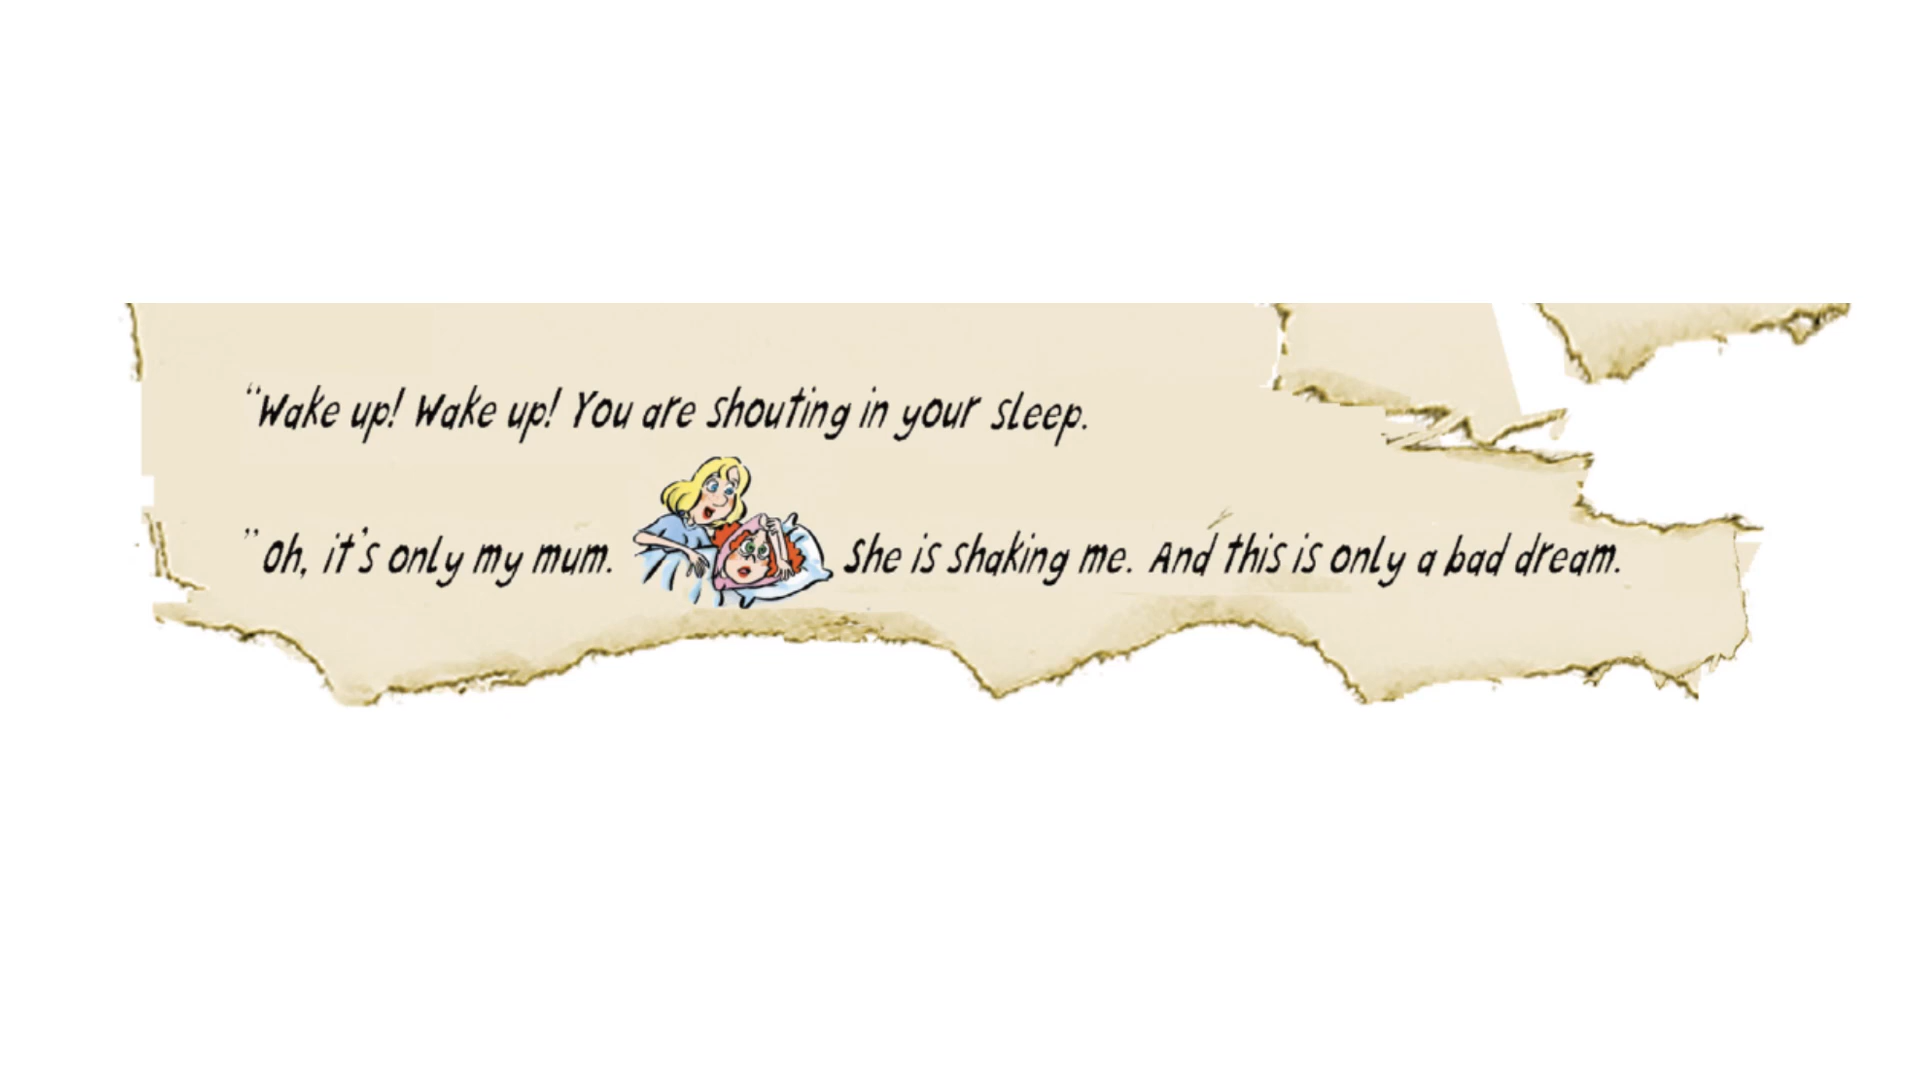 “Wake up! Wake up! You are shouting in your sleep.
” Oh, it's only my mum. She is shaking me. And this is only a bad dream.